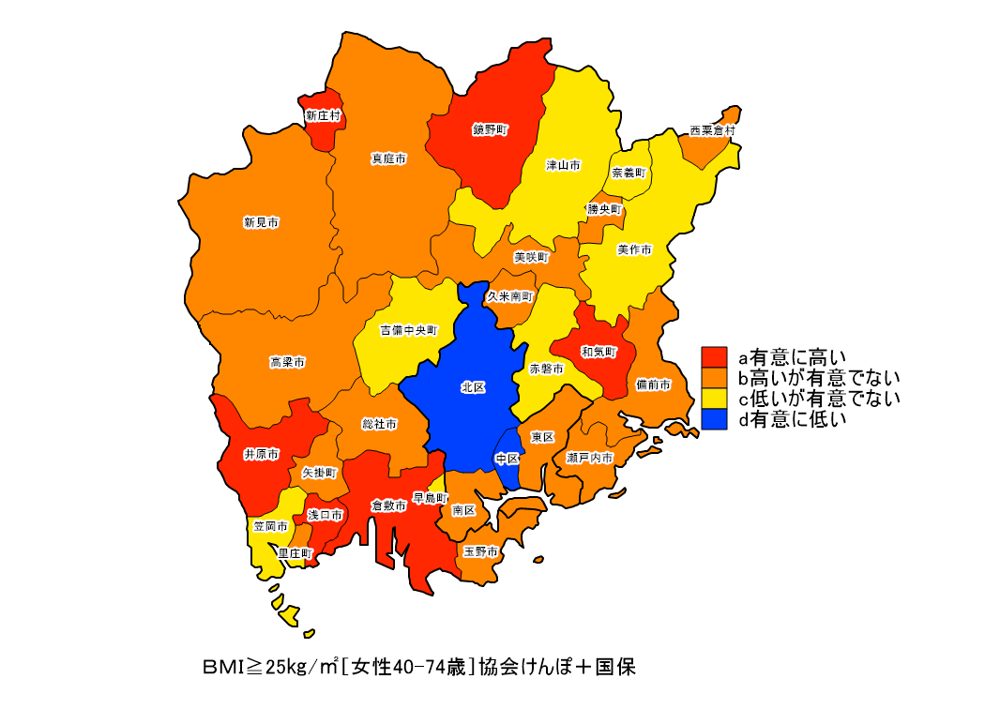 新庄村
鏡野町
西粟倉村
真庭市
津山市
奈義町
勝央町
新見市
美作市
美咲町
久米南町
吉備中央町
和気町
高梁市
赤磐市
備前市
北区
総社市
東区
井原市
中区
瀬戸内市
矢掛町
早島町
倉敷市
南区
浅口市
笠岡市
里庄町
玉野市
a有意に高い
b高いが有意でない
c低いが有意でない
d有意に低い
BMI≧25kg/㎡[女性40-74歳]協会けんぽ+国保